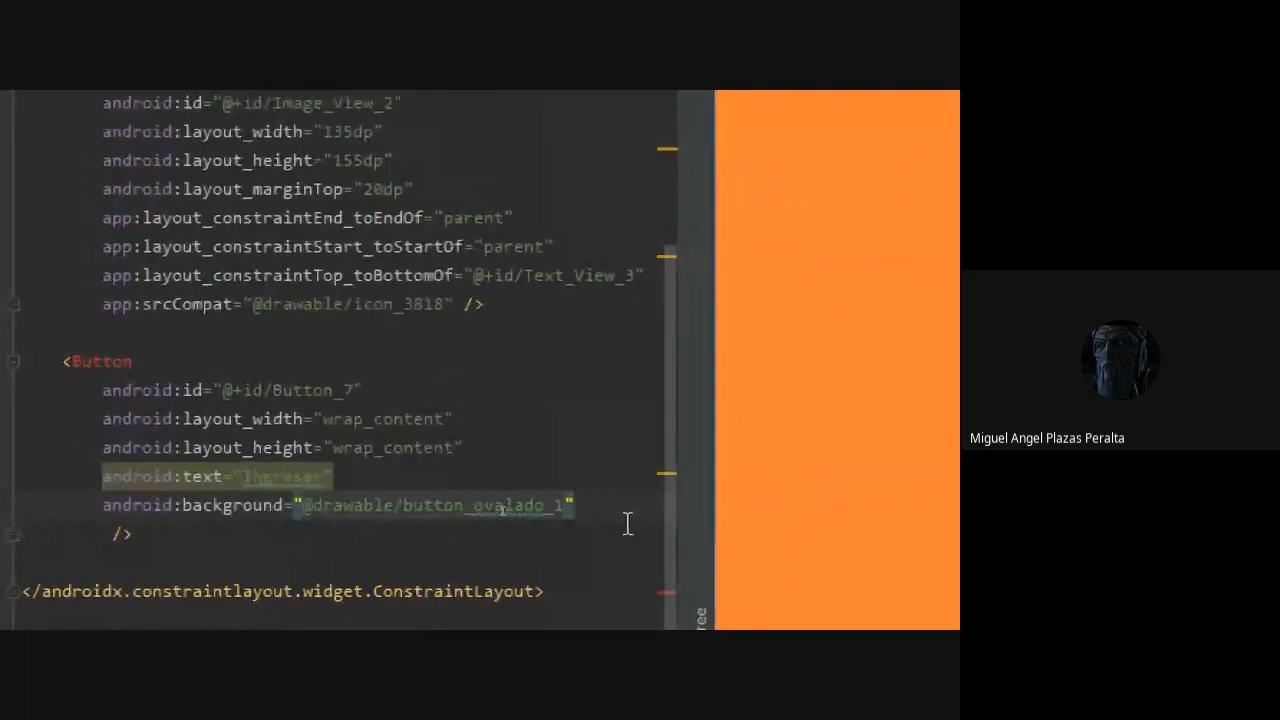 android:id="@+id/Image_View_2"
android:layout_width="135dp"
android:layout_height="155dp"
android:layout_marginTop="20dp"
app:layout_constraintEnd_toEndOf="parent"
app:layout_constraintStart_toStartOf="parent"
app:layout_constraintTop_toBottomOf="@+id/Text_View_3"
app:srcCompat="@drawable/icon_3818" />
<Button
android:id="@+id/Button_7"
android:layout_width="wrap_content"
android:layout_height="wrap_content"
android:text=
android:background="@drawable/button_ovalado_1"
/>
</androidx.constraintlayout.widget.ConstraintLayout>
ree
Miguel Angel Plazas Peralta